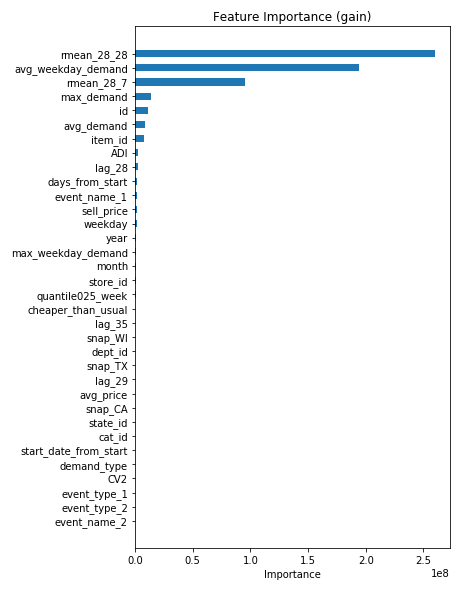 Feature Importance (gain)
rmean_28_28
avg_weekday_demand
rmean_28_7
max_demand
id
avg_demand
item_id
ADI
lag_28
days_from_start
event_name_1
sell_price
weekday
year
max_weekday_demand
month
store_id
quantile025_week
cheaper_than_usual
lag_35
snap_WI
dept_id
snap_TX
lag_29
avg_price
snap_CA
state_id
cat_id
start_date_from_start
demand_type
CV2
event_type_1
event_type_2
event_name_2
0.0 0.5 1.0 1.5 2.0 2.5
1e8
Importance